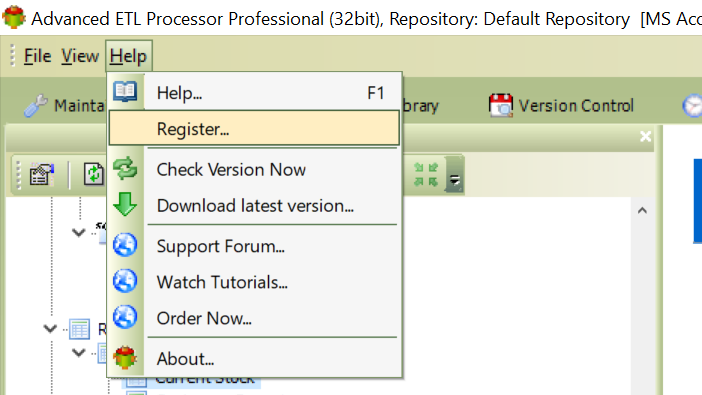 Advanced ETL Processor Professional (32bit), Repository: Default Repository [MS Acc
File View Help
Mainta
brary
Version Control
Help... F1
Register...
Check Version Now
Download latest version...
Support Forum...
Watch Tutorials...
Order Now...
R
About...
Current Stock